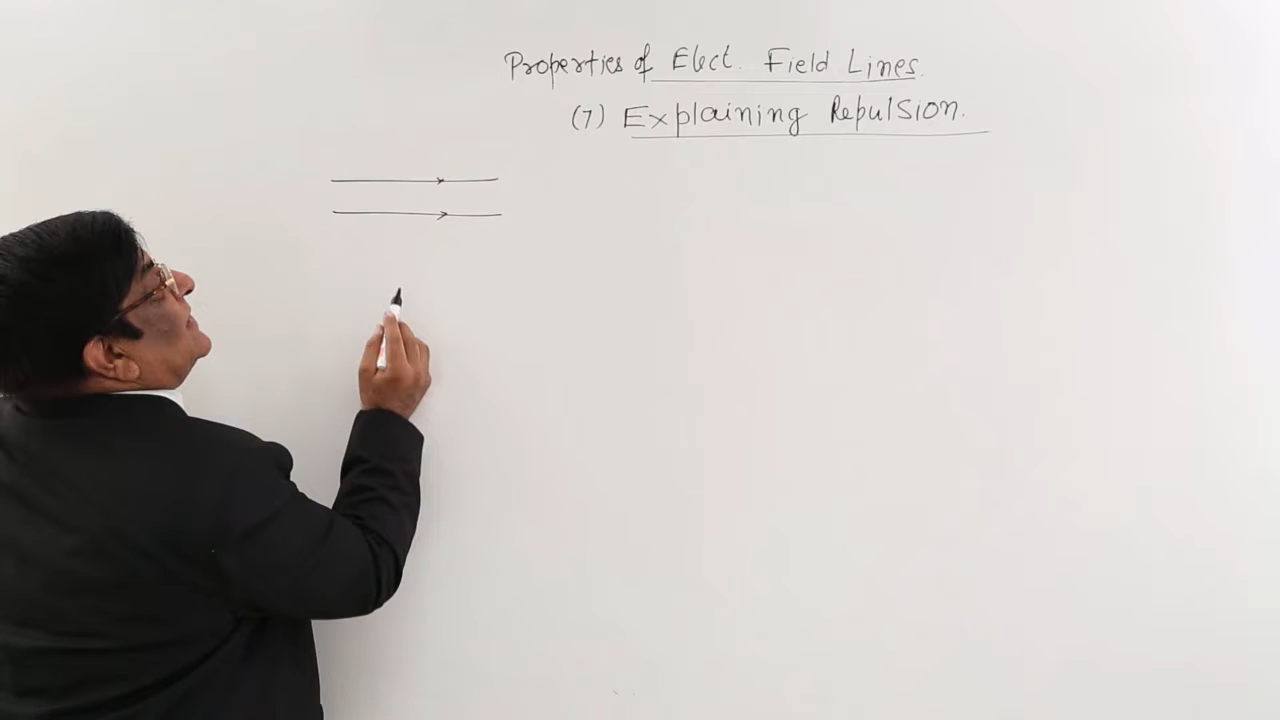 Properties of Elect. Field Lines.
(7) Explaining Repulsion.